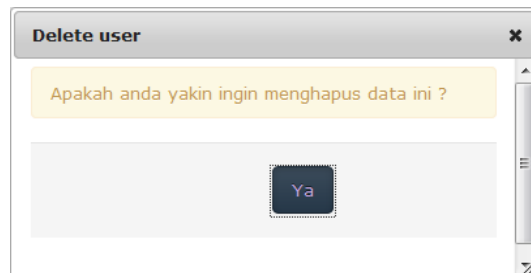 Delete user
Apakah anda yakin ingin menghapus data ini ?
Ya